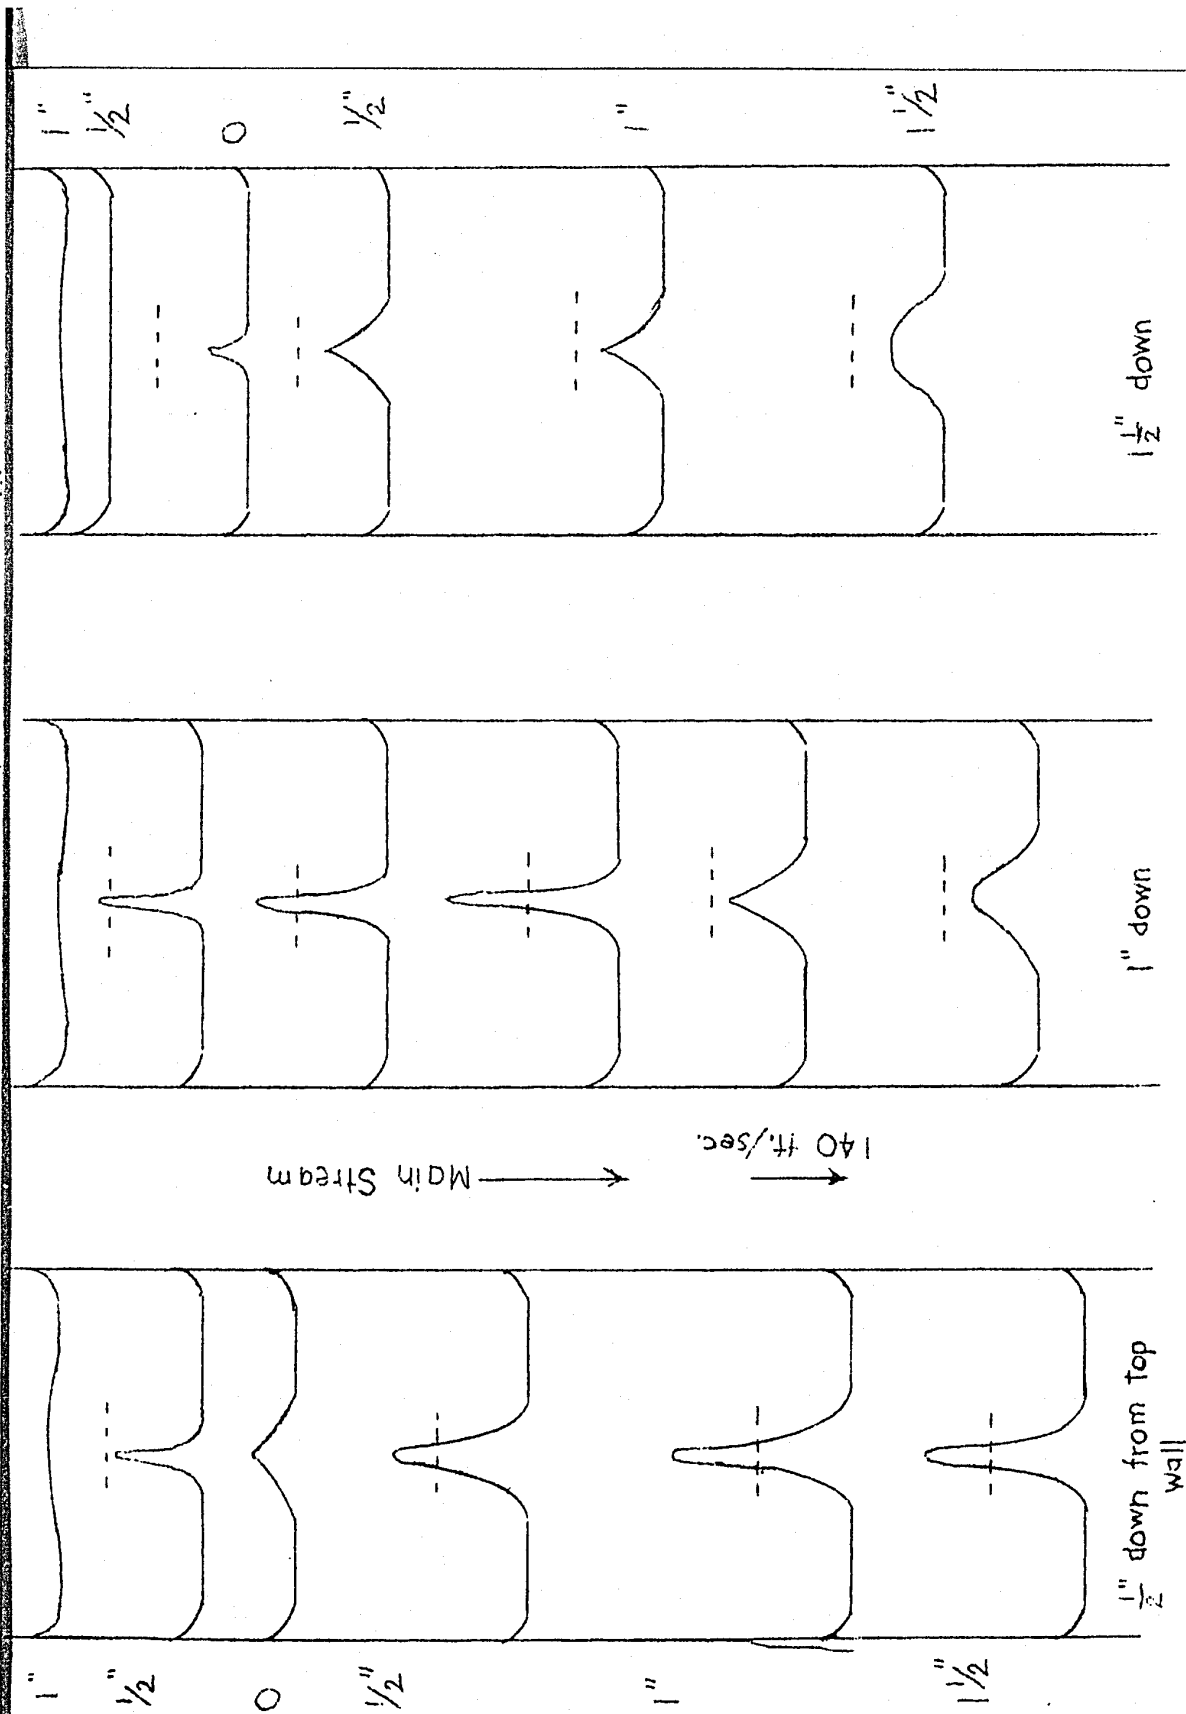 1"
1/2"
0
1/2"
1"
1 1/2"
1 1/2" down
1" down
Main Stream
140 ft./sec.
1/2" down from top
wall
1"
1/2"
0
1/2"
1"
1 1/2"